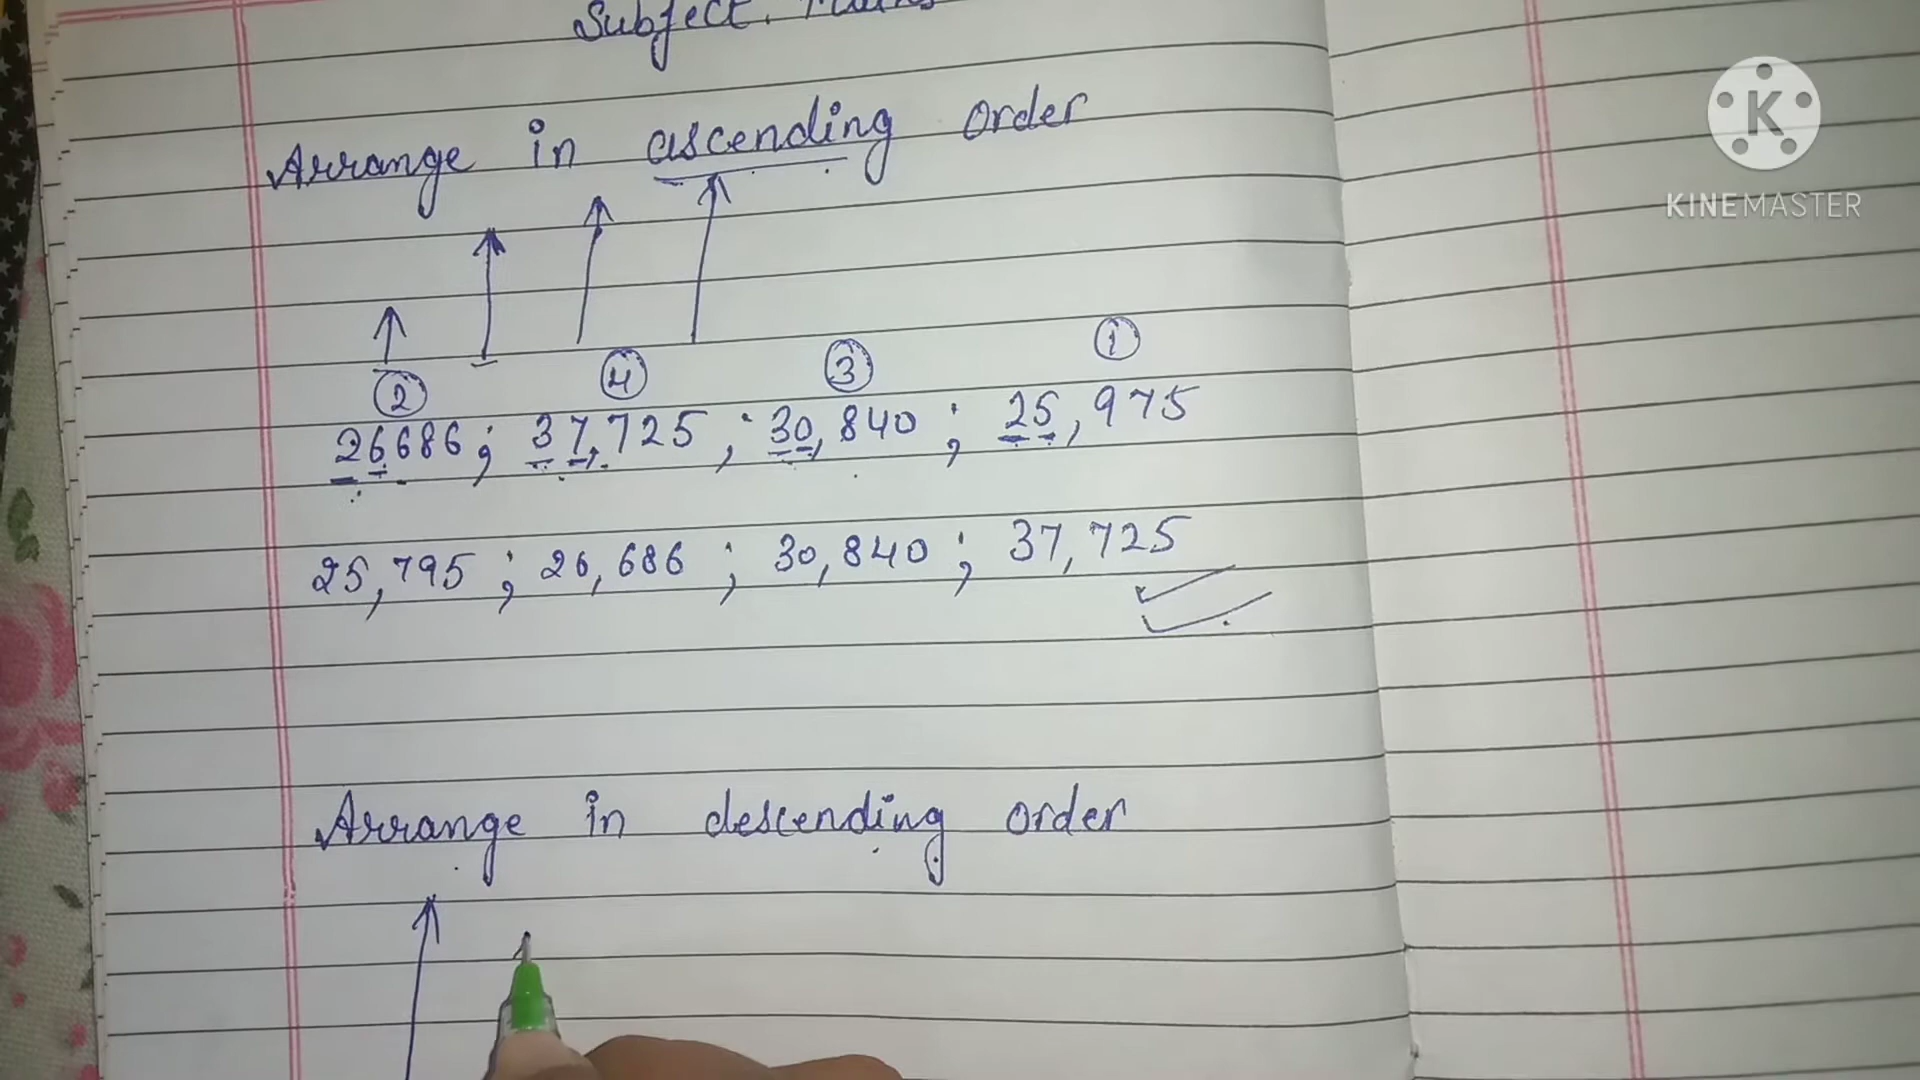 Subject. Maths
Arrange in ascending order
2 4 3 1
26686 ; 37,725 ; 30,840 ; 25,975
25,795 ; 26,686 ; 30,840 ; 37,725
Arrange in descending order
K
KINEMASTER